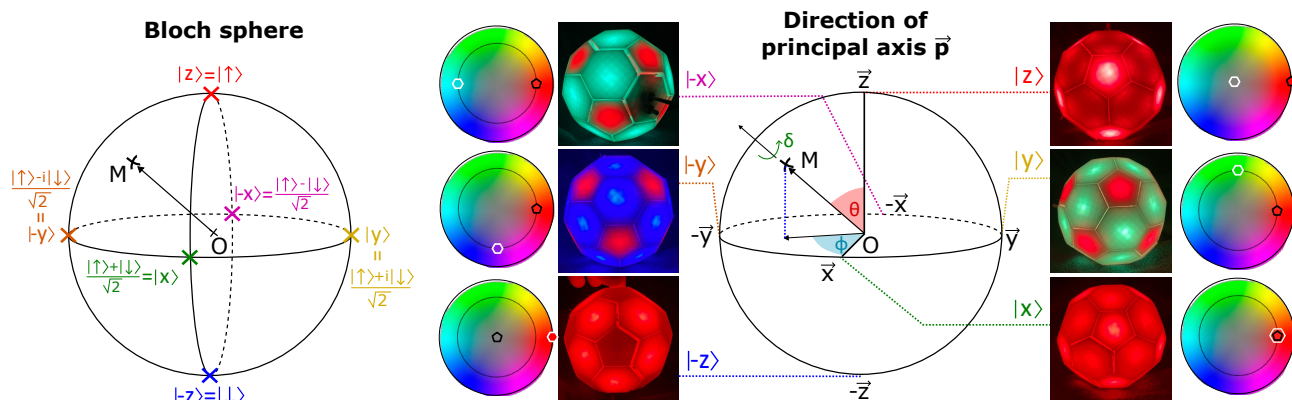 Bloch sphere
|z⟩=|↑⟩
M
O
|↑⟩-i|↓⟩
√2
=
|-y⟩
|-x⟩=|↑⟩-|↓⟩
√2
|↑⟩+|↓⟩=|x⟩
√2
|y⟩
=
|↑⟩+i|↓⟩
√2
|-z⟩=|↓⟩
Direction of
principal axis p⃗
|-x⟩
|-y⟩
|-z⟩
z⃗
δ
M
θ
-x⃗
-y⃗
ϕ
O
y⃗
x⃗
-z⃗
|z⟩
|y⟩
|x⟩